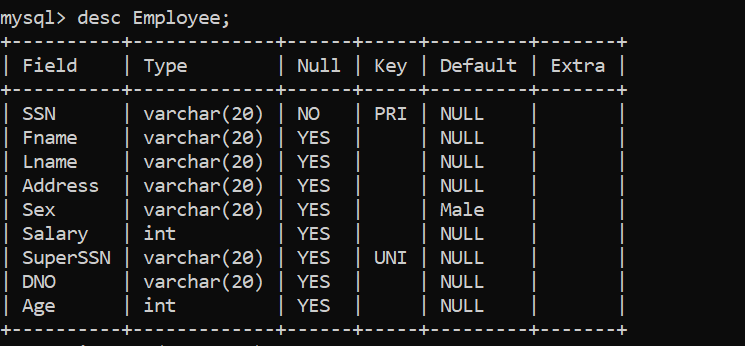 mysql> desc Employee;
+----------+-------------+------+-----+---------+-------+
| Field    | Type        | Null | Key | Default | Extra |
+----------+-------------+------+-----+---------+-------+
| SSN      | varchar(20) | NO   | PRI | NULL    |       |
| Fname    | varchar(20) | YES  |     | NULL    |       |
| Lname    | varchar(20) | YES  |     | NULL    |       |
| Address  | varchar(20) | YES  |     | NULL    |       |
| Sex      | varchar(20) | YES  |     | Male    |       |
| Salary   | int         | YES  |     | NULL    |       |
| SuperSSN | varchar(20) | YES  | UNI | NULL    |       |
| DNO      | varchar(20) | YES  |     | NULL    |       |
| Age      | int         | YES  |     | NULL    |       |
+----------+-------------+------+-----+---------+-------+